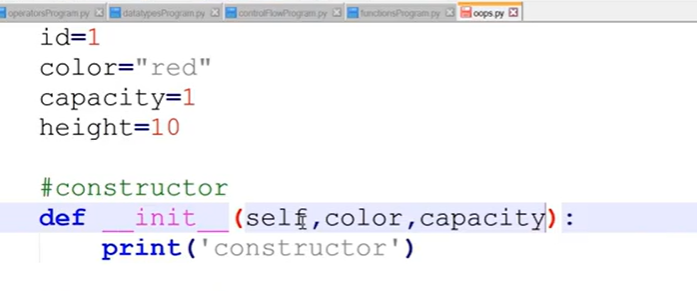 operatorsProgram.py datatypesProgram.py controlFlowProgram.py functionsProgram.py oops.py
id=1
color="red"
capacity=1
height=10
#constructor
def __init__(self,color,capacity):
print('constructor')